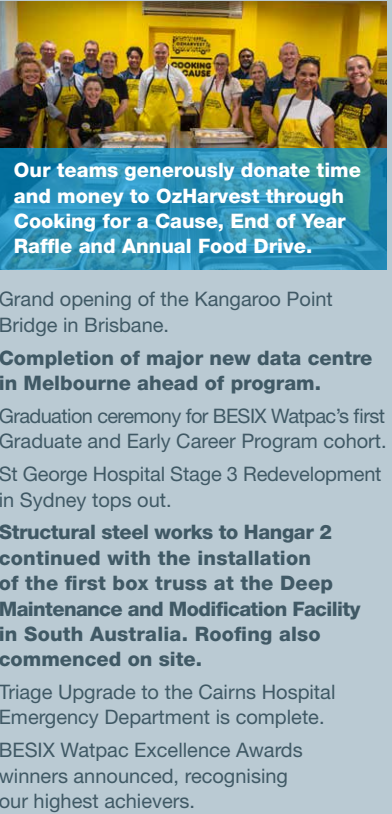 OZHARVEST
COOKING
CAUSE
Our teams generously donate time
and money to OzHarvest through
Cooking for a Cause, End of Year
Raffle and Annual Food Drive.
Grand opening of the Kangaroo Point
Bridge in Brisbane.
Completion of major new data centre
in Melbourne ahead of program.
Graduation ceremony for BESIX Watpac’s first
Graduate and Early Career Program cohort.
St George Hospital Stage 3 Redevelopment
in Sydney tops out.
Structural steel works to Hangar 2
continued with the installation
of the first box truss at the Deep
Maintenance and Modification Facility
in South Australia. Roofing also
commenced on site.
Triage Upgrade to the Cairns Hospital
Emergency Department is complete.
BESIX Watpac Excellence Awards
winners announced, recognising
our highest achievers.